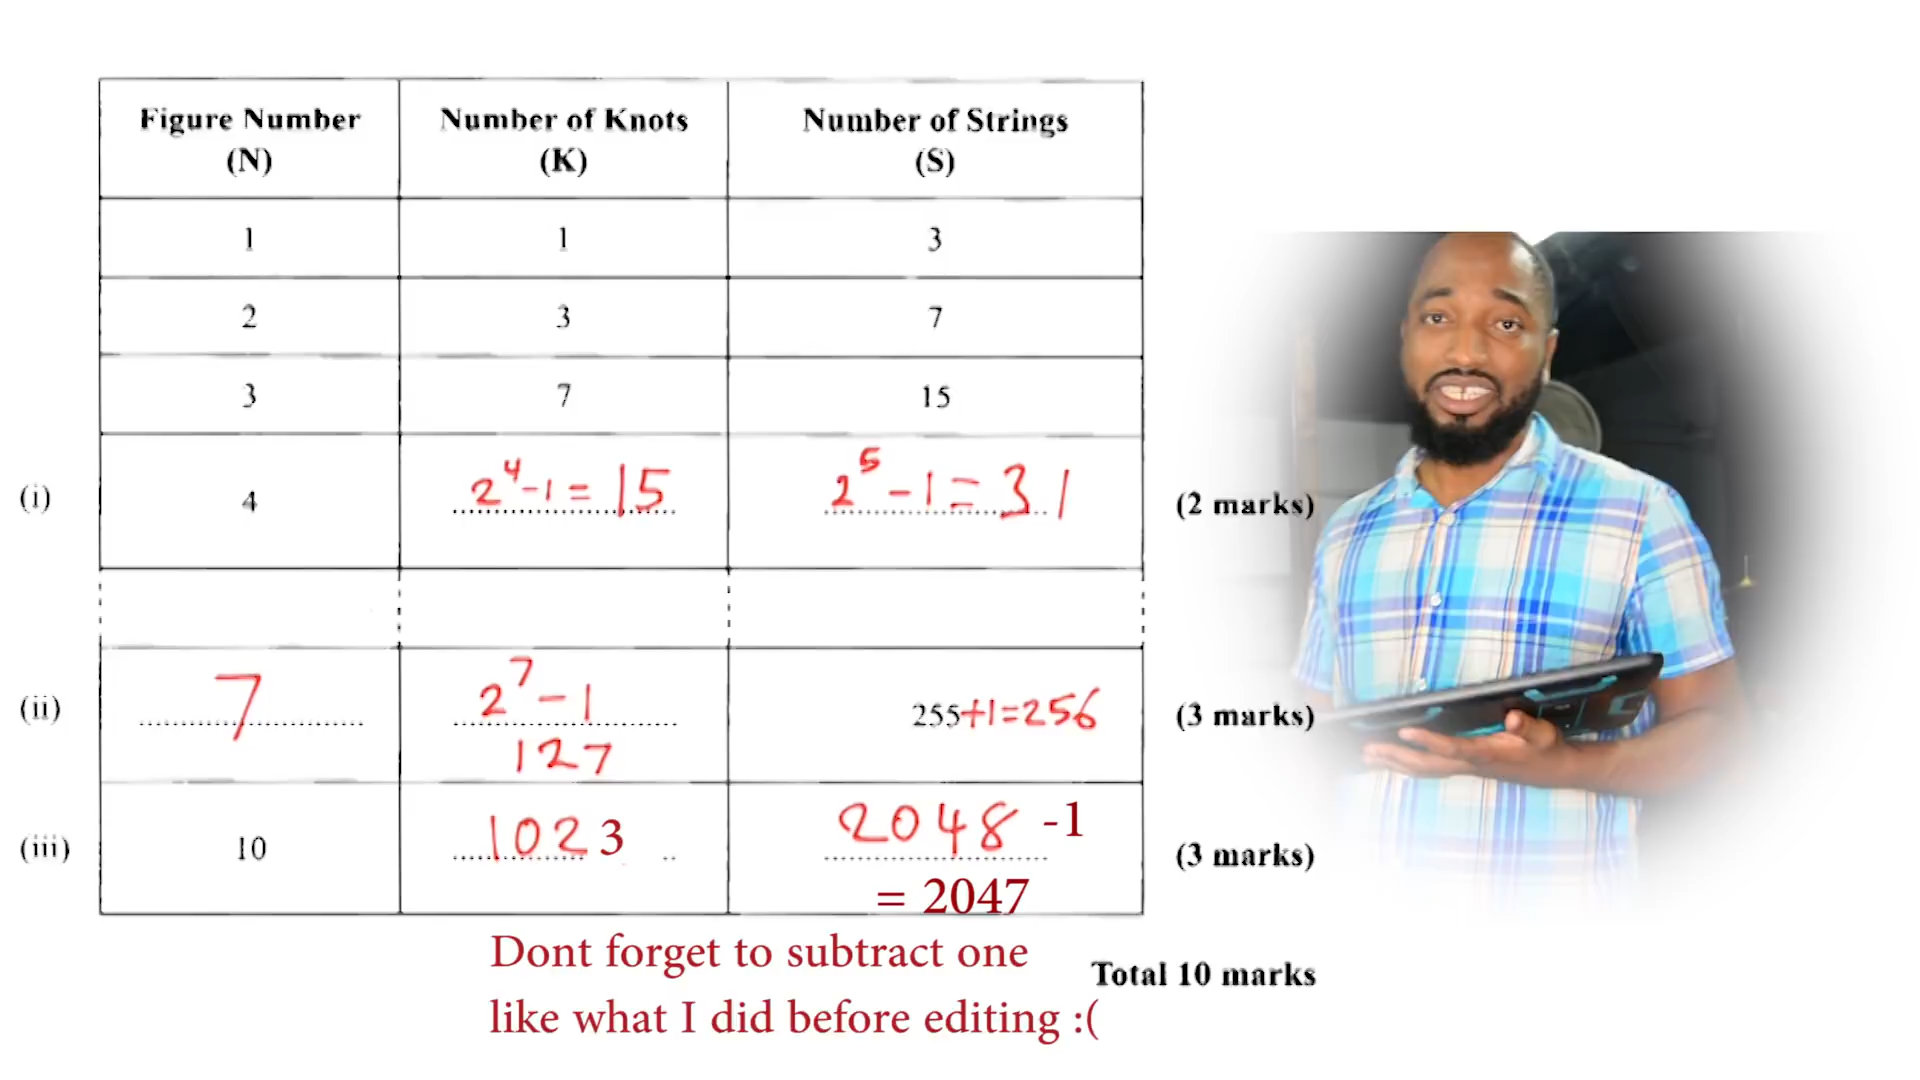 Figure Number (N) Number of Knots (K) Number of Strings (S)
1 1 3
2 3 7
3 7 15
(i) 4 2⁴-1=15 2⁵-1=31 (2 marks)
(ii) 7 2⁷-1 127 255+1=256 (3 marks)
(iii) 10 1023 2048 -1 = 2047 (3 marks)
Dont forget to subtract one
like what I did before editing :(
Total 10 marks